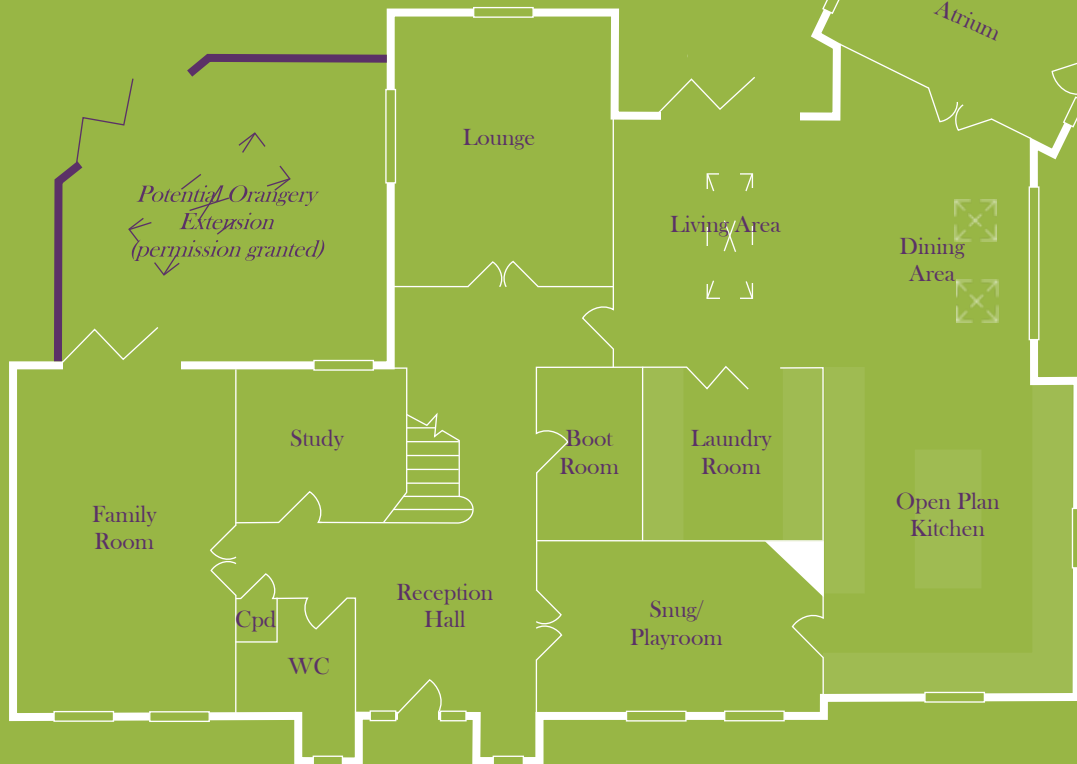 Atrium
Lounge
Potential Orangery
Extension
(permission granted)
Living Area
Dining
Area
Study
Boot
Room
Laundry
Room
Family
Room
Open Plan
Kitchen
Reception
Hall
Cpd
Snug/
Playroom
WC